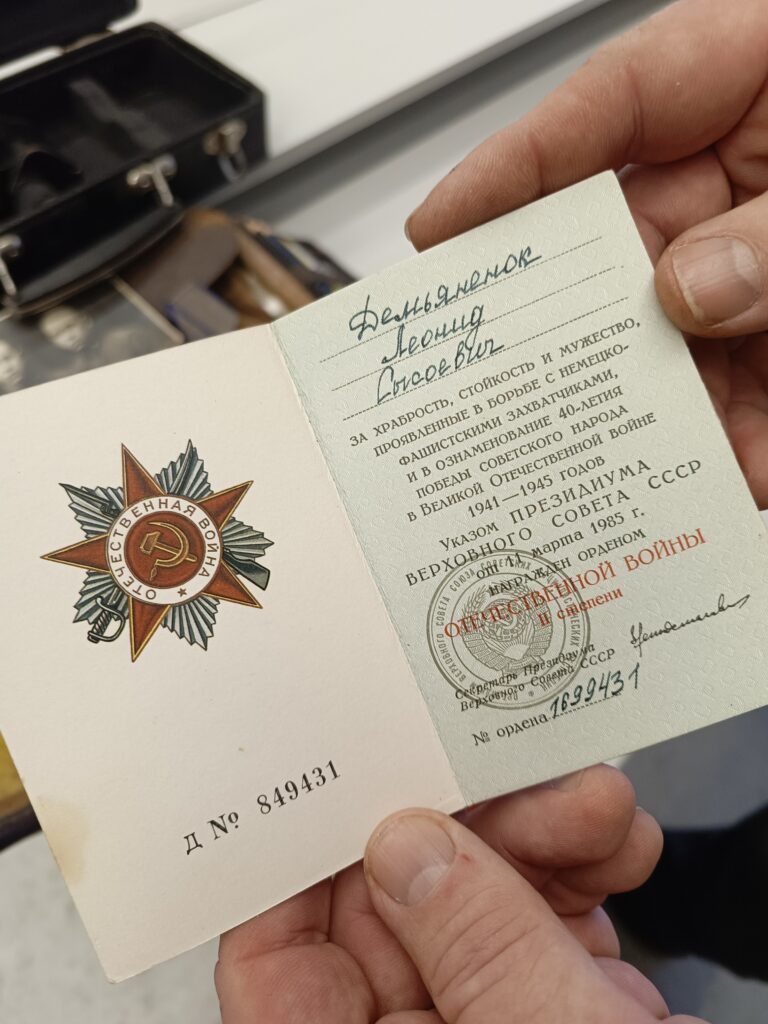 ОТЕЧЕСТВЕННАЯ ВОЙНА
Д № 849431
Демьяненок
Леонид
Сысоевич
ЗА ХРАБРОСТЬ, СТОЙКОСТЬ И МУЖЕСТВО,
ПРОЯВЛЕННЫЕ В БОРЬБЕ С НЕМЕЦКО-
ФАШИСТСКИМИ ЗАХВАТЧИКАМИ,
И В ОЗНАМЕНОВАНИЕ 40-ЛЕТИЯ
ПОБЕДЫ СОВЕТСКОГО НАРОДА
В ВЕЛИКОЙ ОТЕЧЕСТВЕННОЙ ВОЙНЕ
1941—1945 ГОДОВ
УКАЗОМ ПРЕЗИДИУМА
ВЕРХОВНОГО СОВЕТА СССР
от 11 марта 1985 г.
НАГРАЖДЕН ОРДЕНОМ
ОТЕЧЕСТВЕННОЙ ВОЙНЫ
II степени
Секретарь Президиума
Верховного Совета СССР
№ ордена 1699431